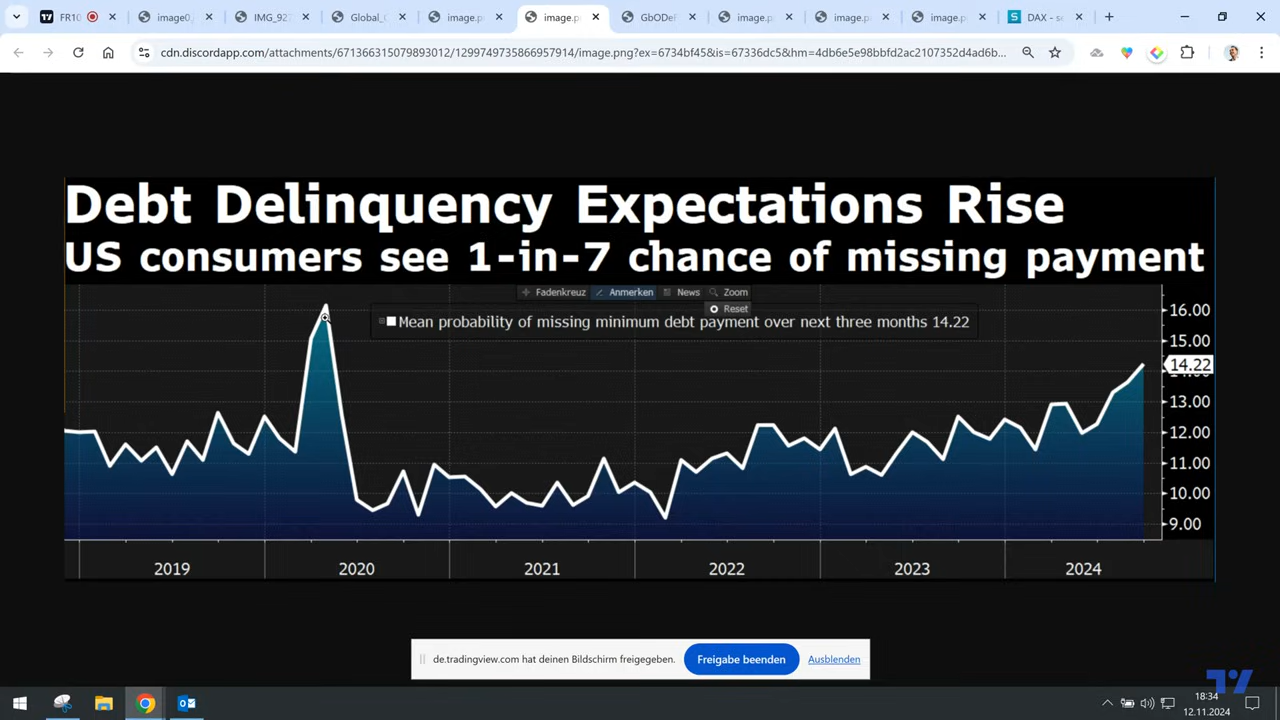 FR10
image0.
IMG_927
Global_
image.p
image.p
GbODeF
image.p
image.p
image.p
DAX - so
cdn.discordapp.com/attachments/671366315079893012/1299749735866957914/image.png?ex=6734bf45&is=67336dc5&hm=4db6e5e98bbfd2ac2107352d4ad6b...
Debt Delinquency Expectations Rise
US consumers see 1-in-7 chance of missing payment
Fadenkreuz Anmerken News Zoom
Reset
Mean probability of missing minimum debt payment over next three months 14.22
16.00
15.00
14.22
13.00
12.00
11.00
10.00
9.00
2019 2020 2021 2022 2023 2024
de.tradingview.com hat deinen Bildschirm freigegeben. Freigabe beenden Ausblenden
18:34
12.11.2024